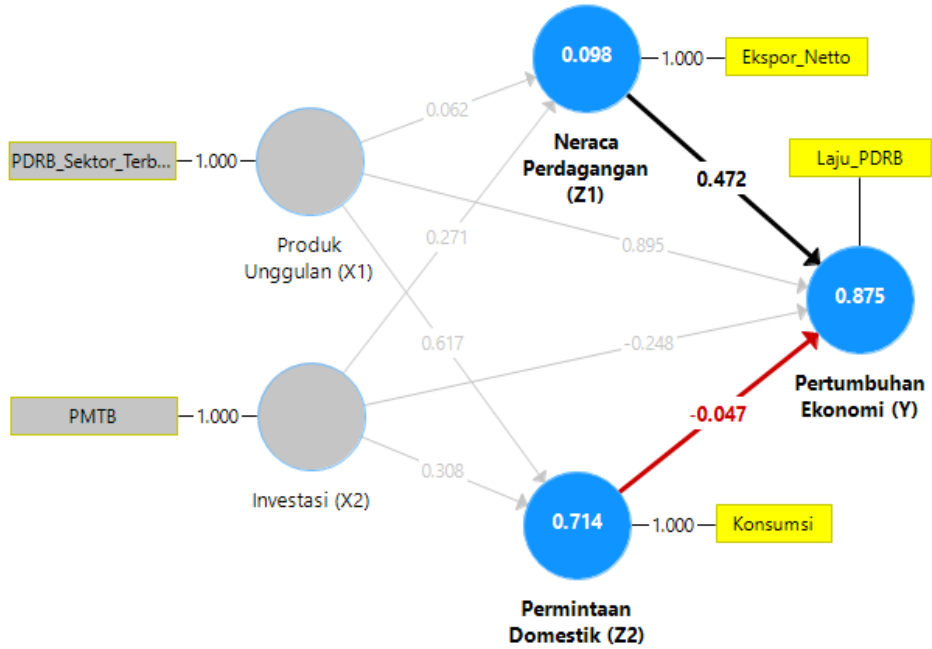 0.098
1.000
Ekspor_Netto
0.062
PDRB_Sektor_Terb...
1.000
Neraca
Perdagangan
(Z1)
Laju_PDRB
0.472
Produk
Unggulan (X1)
0.271
0.895
0.875
0.617
-0.248
Pertumbuhan
Ekonomi (Y)
PMTB
1.000
-0.047
0.308
Investasi (X2)
0.714
1.000
Konsumsi
Permintaan
Domestik (Z2)